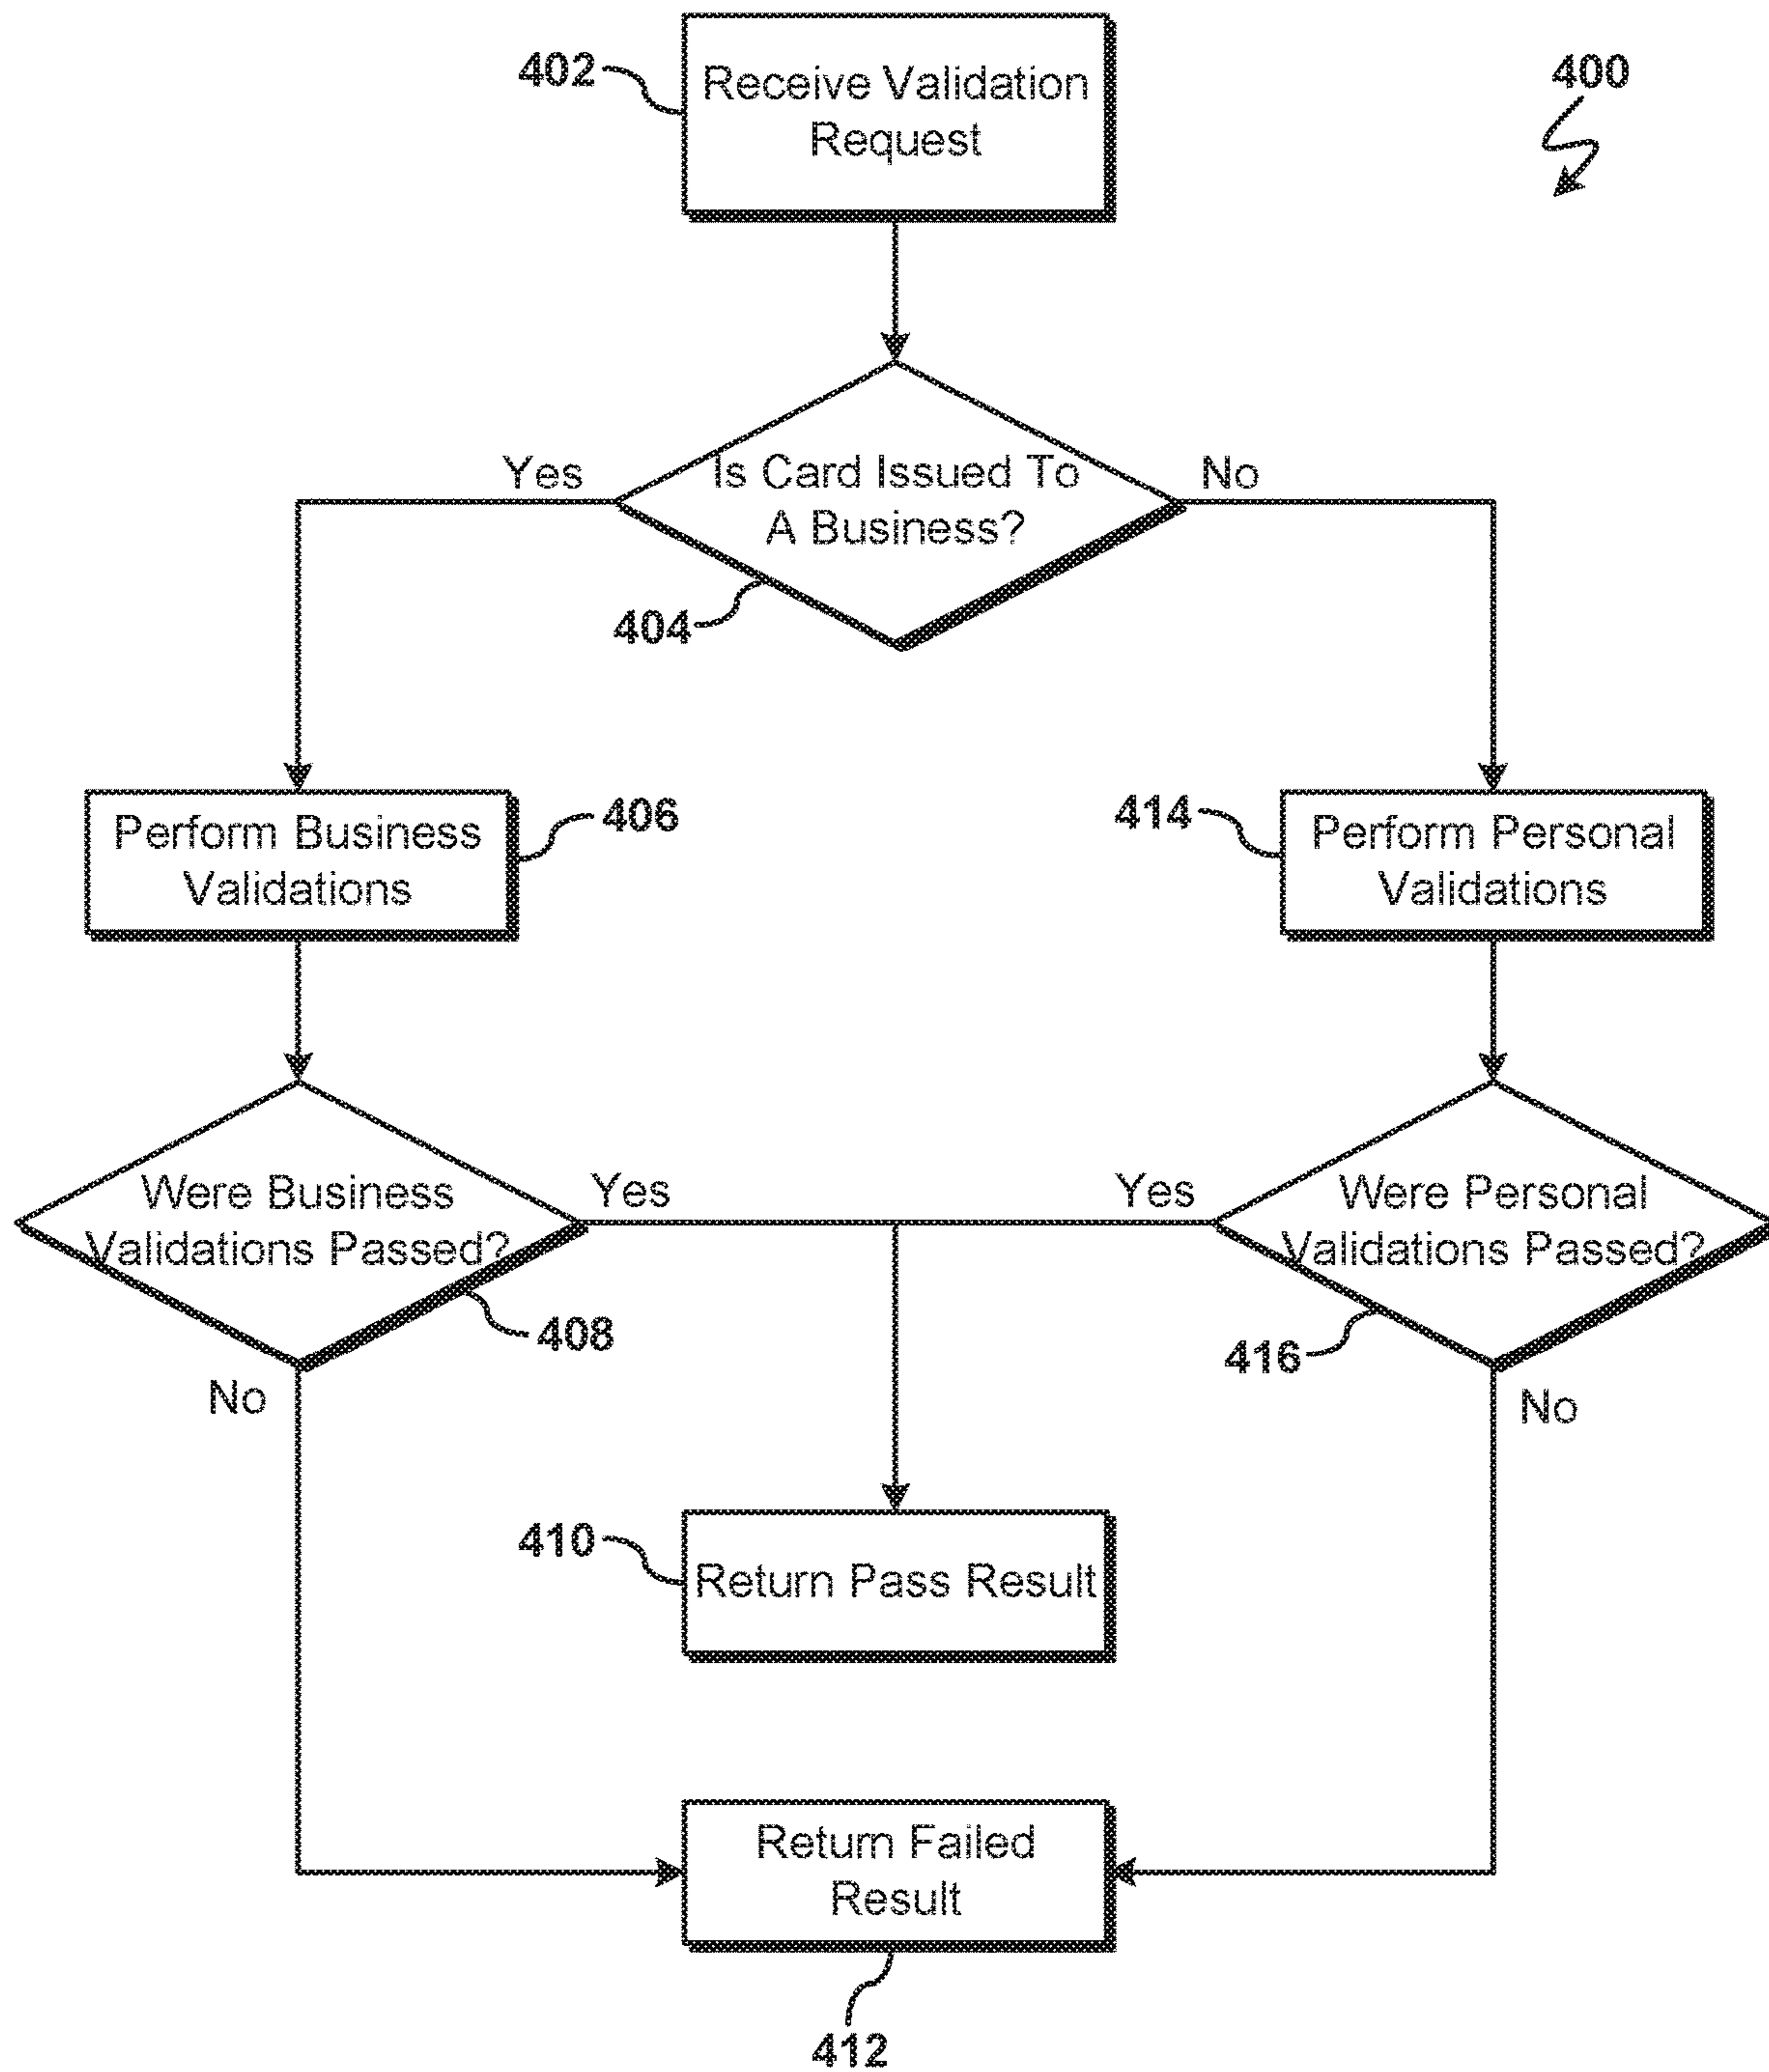 402
Receive Validation
Request
400
Yes
Is Card Issued To
A Business?
No
404
Perform Business
Validations
406
414
Perform Personal
Validations
Were Business
Validations Passed?
Yes
408
No
Yes
Were Personal
Validations Passed?
416
No
410
Return Pass Result
Return Failed
Result
412